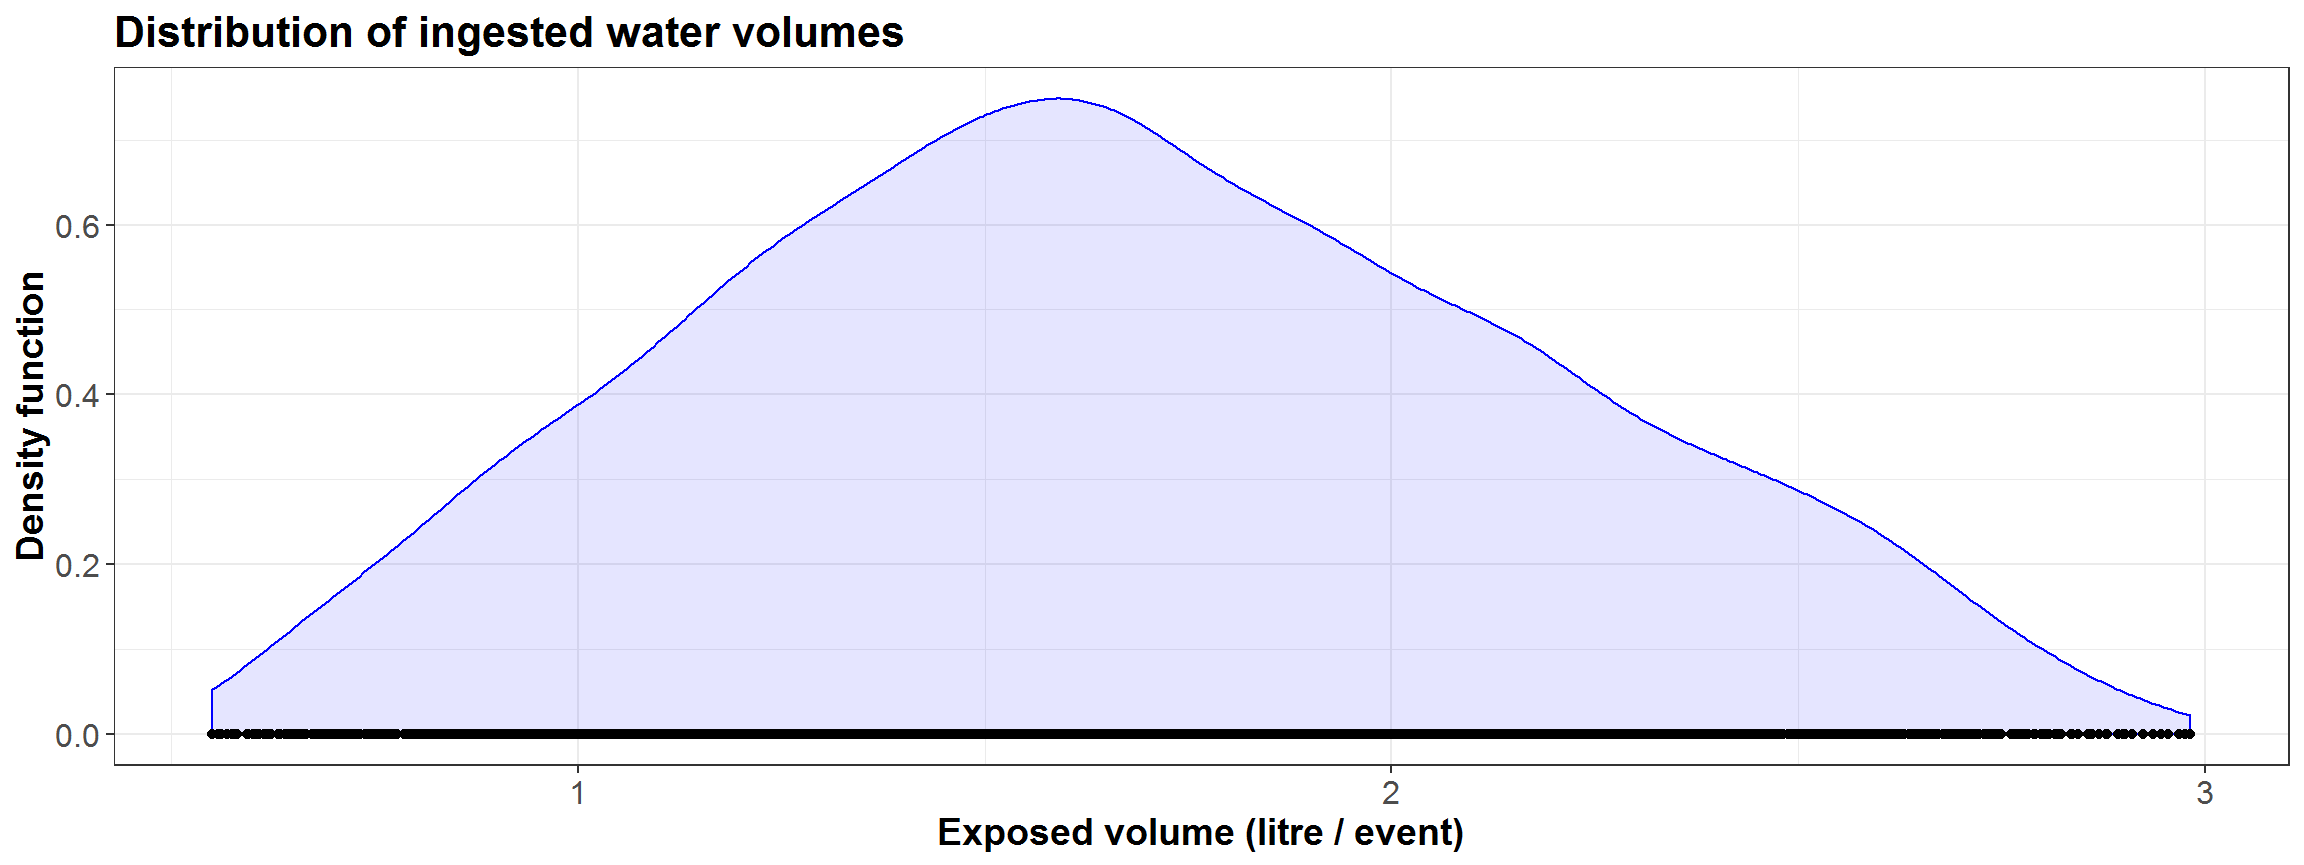 Distribution of ingested water volumes
Density function
0.6
0.4
0.2
0.0
1 2 3
Exposed volume (litre / event)